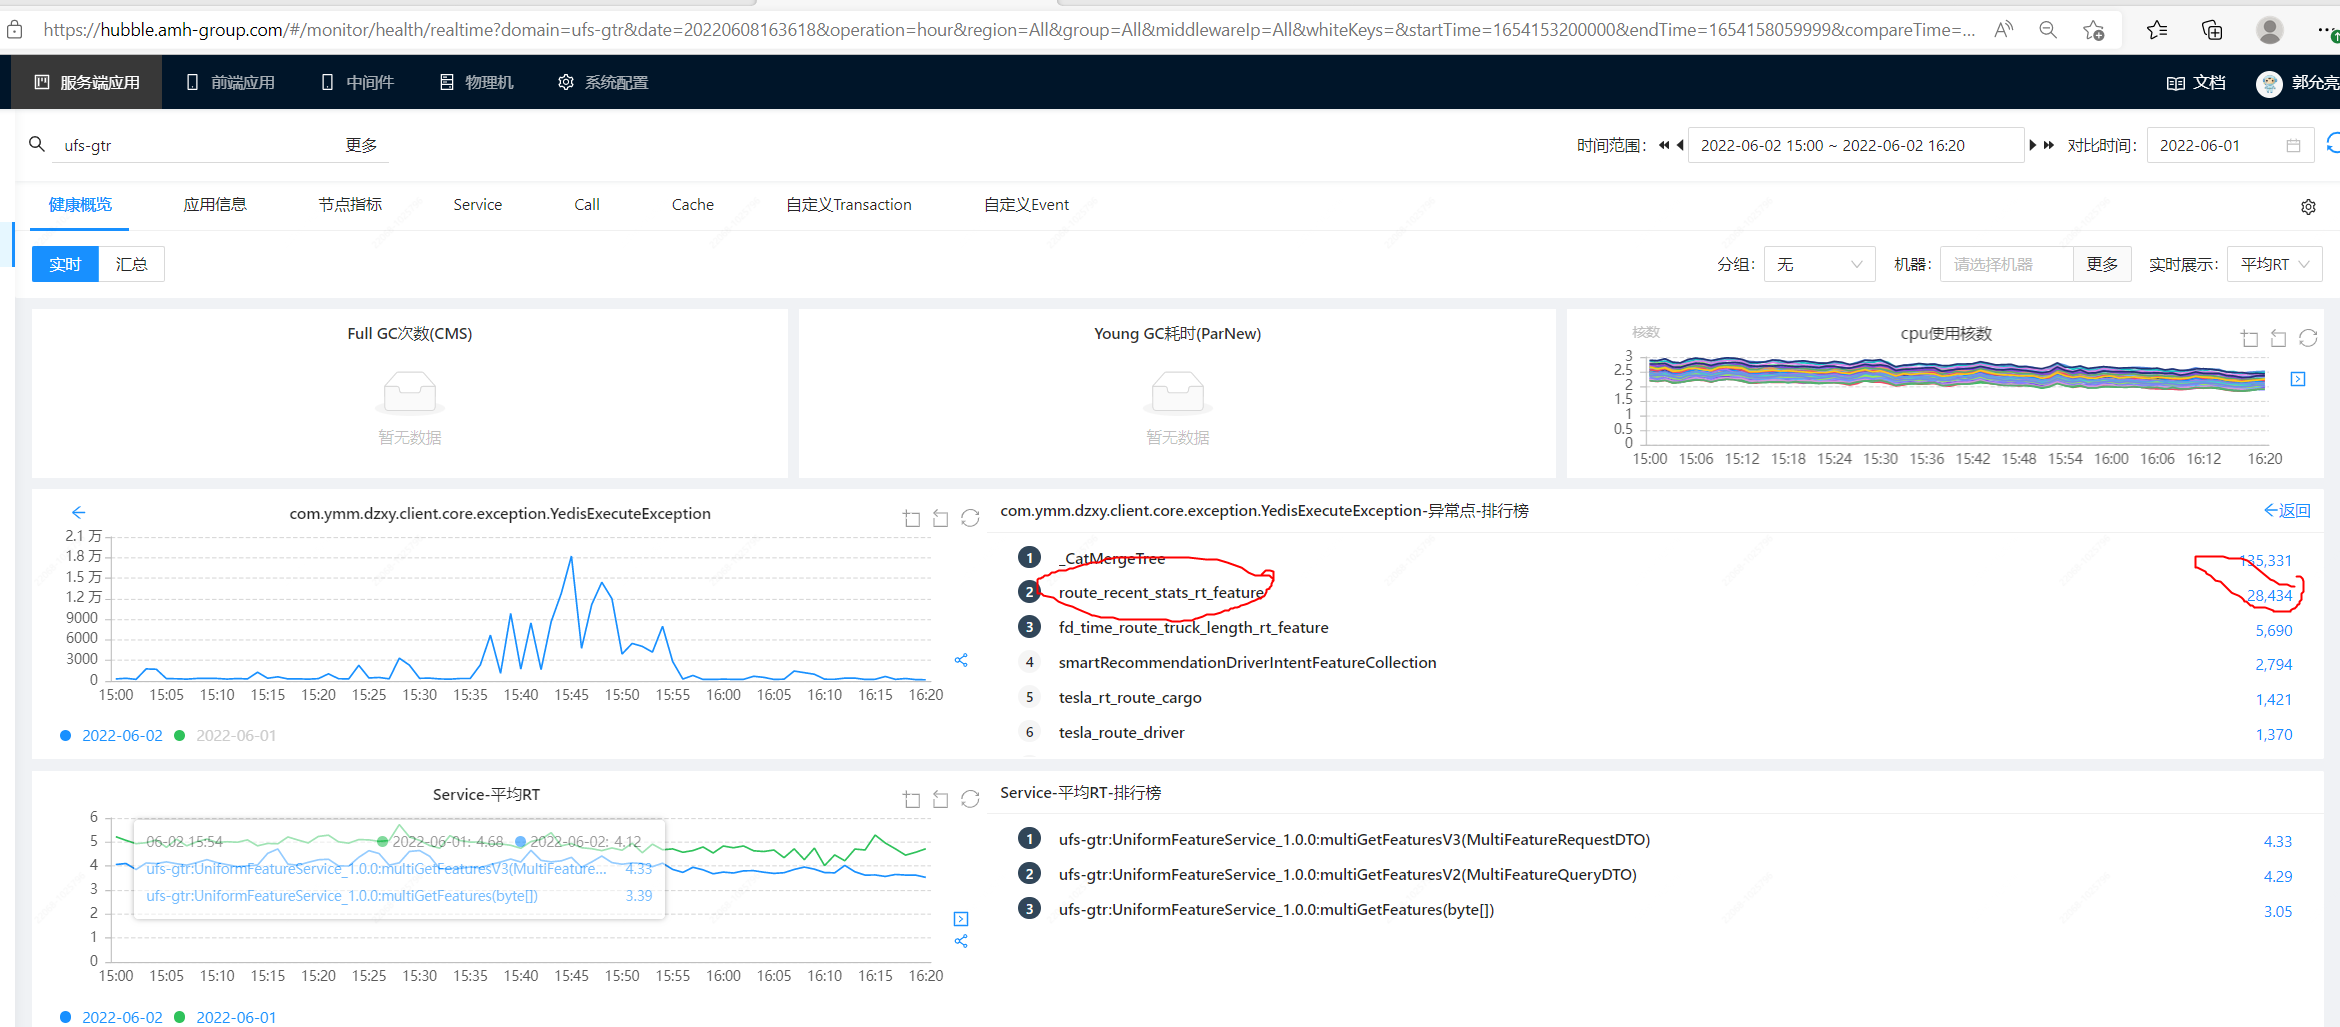 https://hubble.amh-group.com/#/monitor/health/realtime?domain=ufs-gtr&date=20220608163618&operation=hour&region=All&group=All&middlewareIp=All&whiteKeys=&startTime=1654153200000&endTime=1654158059999&compareTime=...
服务端应用 前端应用 中间件 物理机 系统配置 文档 郭允亮
ufs-gtr 更多 时间范围: 2022-06-02 15:00 ~ 2022-06-02 16:20 对比时间: 2022-06-01
健康概览 应用信息 节点指标 Service Call Cache 自定义Transaction 自定义Event
实时 汇总 分组: 无 机器: 请选择机器 更多 实时展示: 平均RT
Full GC次数(CMS)
暂无数据
Young GC耗时(ParNew)
暂无数据
核数 cpu使用核数
3
2.5
2
1.5
1
0.5
0
15:00 15:06 15:12 15:18 15:24 15:30 15:36 15:42 15:48 15:54 16:00 16:06 16:12 16:20
com.ymm.dzxy.client.core.exception.YedisExecuteException
2.1 万
1.8 万
1.5 万
1.2 万
9000
6000
3000
0
15:00 15:05 15:10 15:15 15:20 15:25 15:30 15:35 15:40 15:45 15:50 15:55 16:00 16:05 16:10 16:15 16:20
2022-06-02 2022-06-01
com.ymm.dzxy.client.core.exception.YedisExecuteException-异常点-排行榜 返回
1 _CatMergeTree 135,331
2 route_recent_stats_rt_feature 28,434
3 fd_time_route_truck_length_rt_feature 5,690
4 smartRecommendationDriverIntentFeatureCollection 2,794
5 tesla_rt_route_cargo 1,421
6 tesla_route_driver 1,370
Service-平均RT
6
5
4
3
2
1
0
06-02 15:54 2022-06-01: 4.68 2022-06-02: 4.12
ufs-gtr:UniformFeatureService_1.0.0:multiGetFeaturesV3(MultiFeature... 4.33
ufs-gtr:UniformFeatureService_1.0.0:multiGetFeatures(byte[]) 3.39
15:00 15:05 15:10 15:15 15:20 15:25 15:30 15:35 15:40 15:45 15:50 15:55 16:00 16:05 16:10 16:15 16:20
2022-06-02 2022-06-01
Service-平均RT-排行榜
1 ufs-gtr:UniformFeatureService_1.0.0:multiGetFeaturesV3(MultiFeatureRequestDTO) 4.33
2 ufs-gtr:UniformFeatureService_1.0.0:multiGetFeaturesV2(MultiFeatureQueryDTO) 4.29
3 ufs-gtr:UniformFeatureService_1.0.0:multiGetFeatures(byte[]) 3.05